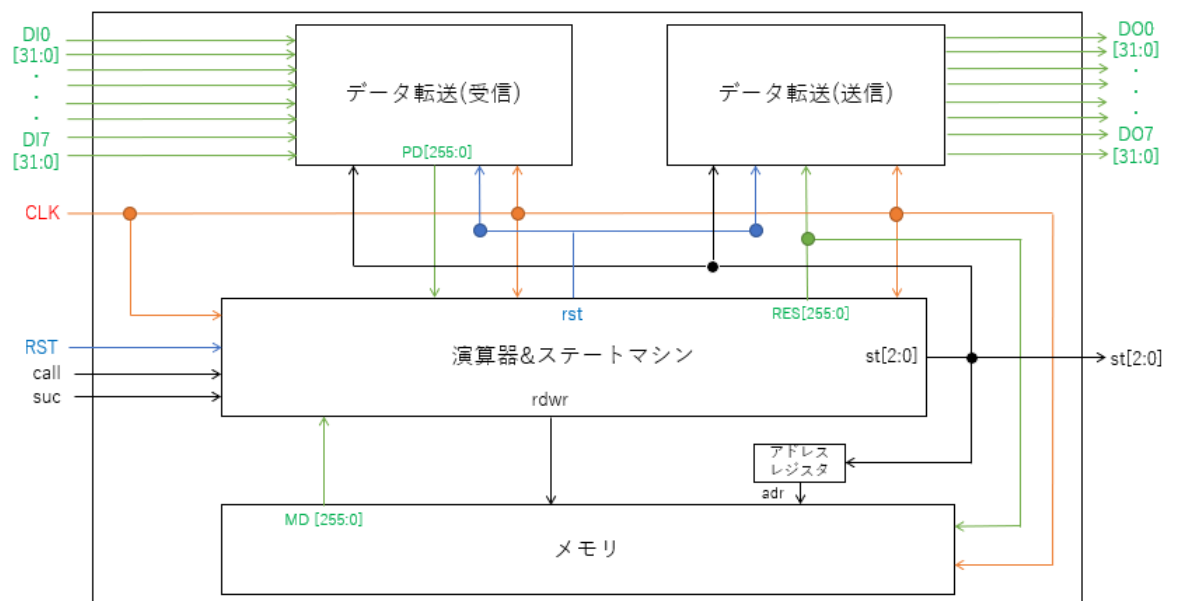 DI0
[31:0]
.
.
.
DI7
[31:0]
データ転送(受信)
PD[255:0]
データ転送(送信)
DO0
[31:0]
.
.
.
DO7
[31:0]
CLK
rst
RES[255:0]
RST
call
suc
演算器&ステートマシン
st[2:0]
st[2:0]
rdwr
アドレス
レジスタ
adr
MD [255:0]
メモリ